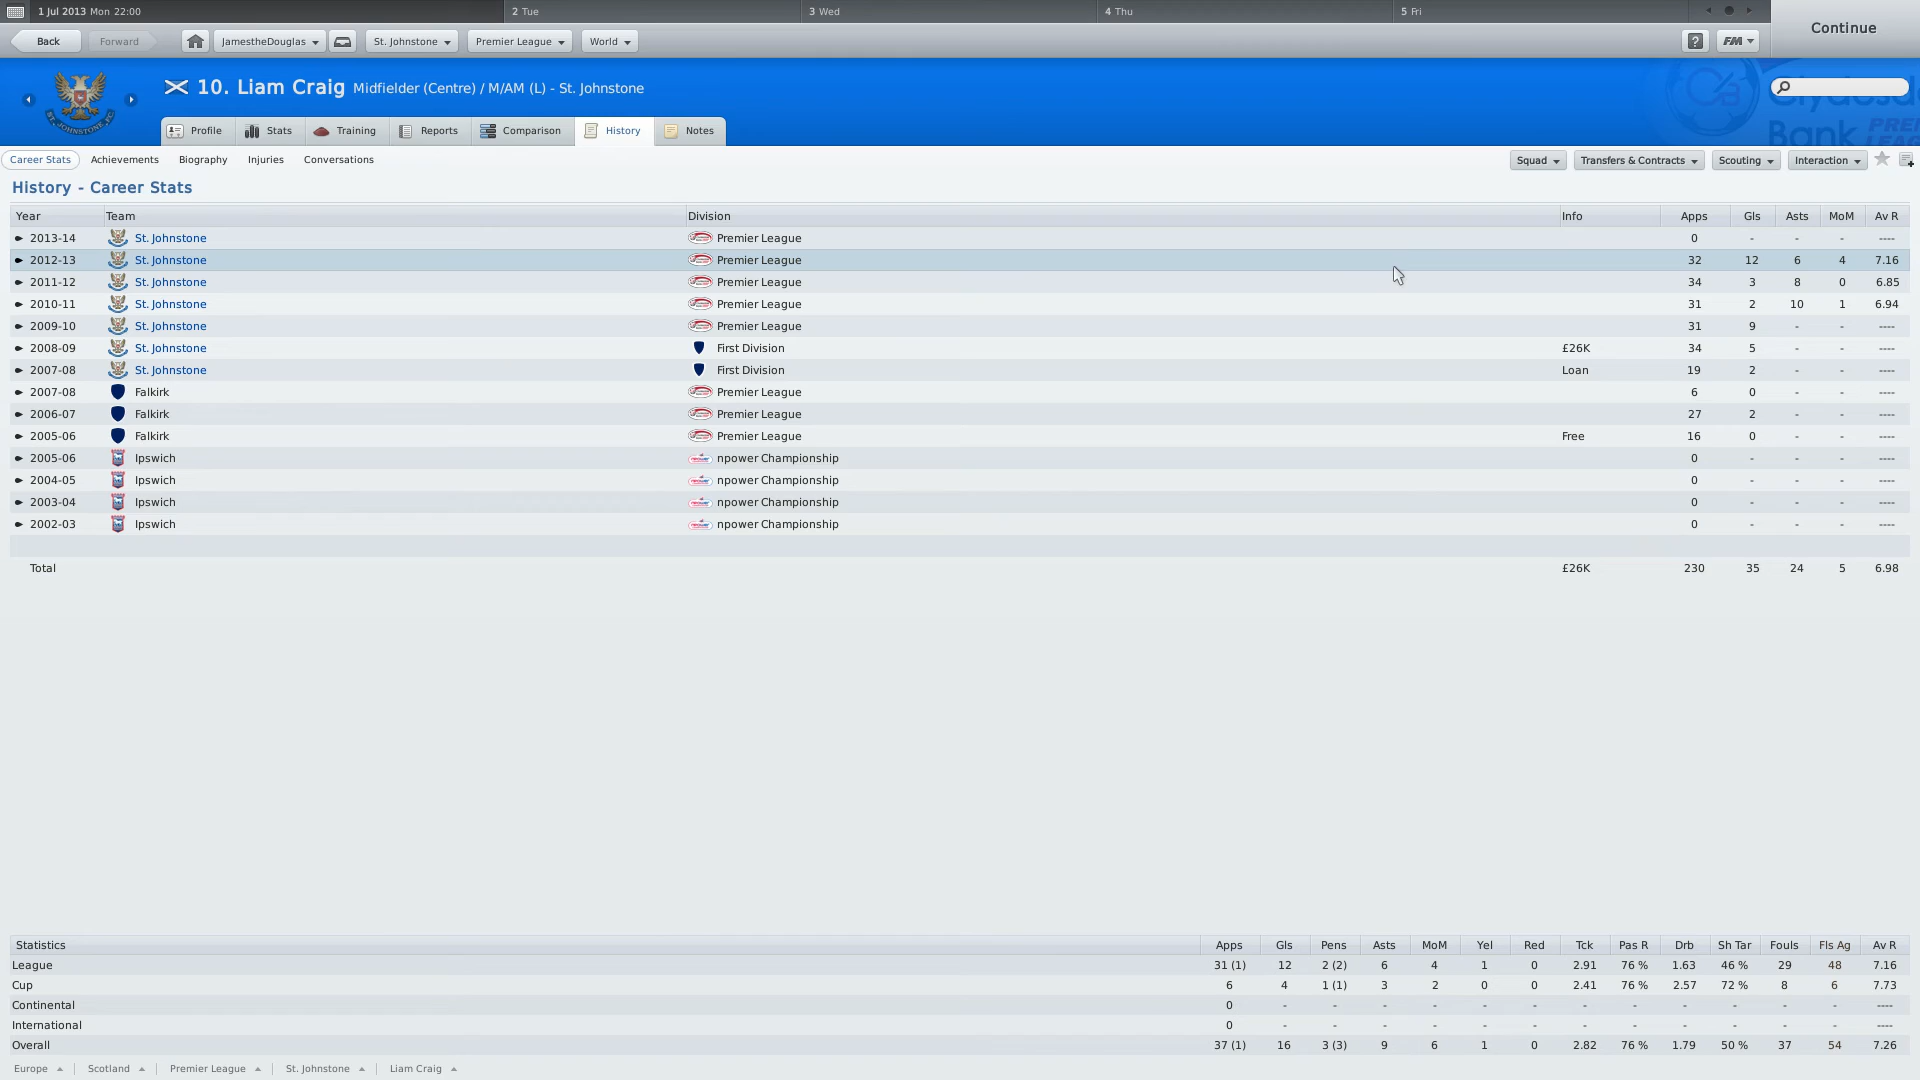 1 Jul 2013 Mon 22:00 2 Tue 3 Wed 4 Thu 5 Fri
Continue
Back Forward JamestheDouglas St. Johnstone Premier League World ? FM
10. Liam Craig Midfielder (Centre) / M/AM (L) - St. Johnstone
Profile Stats Training Reports Comparison History Notes
Career Stats Achievements Biography Injuries Conversations Squad Transfers & Contracts Scouting Interaction
History - Career Stats
Year Team Division Info Apps Gls Asts MoM Av R
2013-14 St. Johnstone Premier League 0 - - - ----
2012-13 St. Johnstone Premier League 32 12 6 4 7.16
2011-12 St. Johnstone Premier League 34 3 8 0 6.85
2010-11 St. Johnstone Premier League 31 2 10 1 6.94
2009-10 St. Johnstone Premier League 31 9 - - ----
2008-09 St. Johnstone First Division £26K 34 5 - - ----
2007-08 St. Johnstone First Division Loan 19 2 - - ----
2007-08 Falkirk Premier League 6 0 - - ----
2006-07 Falkirk Premier League 27 2 - - ----
2005-06 Falkirk Premier League Free 16 0 - - ----
2005-06 Ipswich npower Championship 0 - - - ----
2004-05 Ipswich npower Championship 0 - - - ----
2003-04 Ipswich npower Championship 0 - - - ----
2002-03 Ipswich npower Championship 0 - - - ----
Total £26K 230 35 24 5 6.98
Statistics Apps Gls Pens Asts MoM Yel Red Tck Pas R Drb Sh Tar Fouls Fls Ag Av R
League 31 (1) 12 2 (2) 6 4 1 0 2.91 76 % 1.63 46 % 29 48 7.16
Cup 6 4 1 (1) 3 2 0 0 2.41 76 % 2.57 72 % 8 6 7.73
Continental 0 - - - - - - - - - - - - ----
International 0 - - - - - - - - - - - - ----
Overall 37 (1) 16 3 (3) 9 6 1 0 2.82 76 % 1.79 50 % 37 54 7.26
Europe Scotland Premier League St. Johnstone Liam Craig